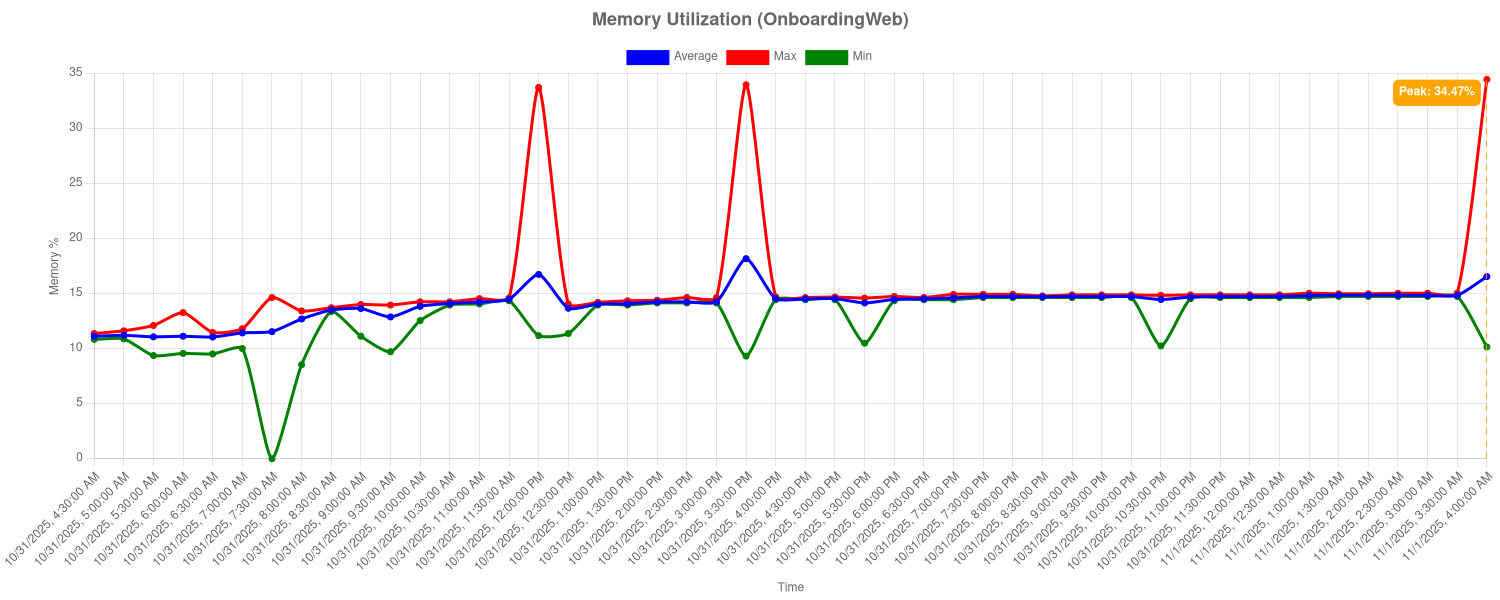 Memory Utilization (OnboardingWeb)
Average Max Min
35
30
25
20
15
10
5
0
Memory %
Peak: 34.47%
10/31/2025, 4:30:00 AM
10/31/2025, 5:00:00 AM
10/31/2025, 5:30:00 AM
10/31/2025, 6:00:00 AM
10/31/2025, 6:30:00 AM
10/31/2025, 7:00:00 AM
10/31/2025, 7:30:00 AM
10/31/2025, 8:00:00 AM
10/31/2025, 8:30:00 AM
10/31/2025, 9:00:00 AM
10/31/2025, 9:30:00 AM
10/31/2025, 10:00:00 AM
10/31/2025, 10:30:00 AM
10/31/2025, 11:00:00 AM
10/31/2025, 11:30:00 AM
10/31/2025, 12:00:00 PM
10/31/2025, 12:30:00 PM
10/31/2025, 1:00:00 PM
10/31/2025, 1:30:00 PM
10/31/2025, 2:00:00 PM
10/31/2025, 2:30:00 PM
10/31/2025, 3:00:00 PM
10/31/2025, 3:30:00 PM
10/31/2025, 4:00:00 PM
10/31/2025, 4:30:00 PM
10/31/2025, 5:00:00 PM
10/31/2025, 5:30:00 PM
10/31/2025, 6:00:00 PM
10/31/2025, 6:30:00 PM
10/31/2025, 7:00:00 PM
10/31/2025, 7:30:00 PM
10/31/2025, 8:00:00 PM
10/31/2025, 8:30:00 PM
10/31/2025, 9:00:00 PM
10/31/2025, 9:30:00 PM
10/31/2025, 10:00:00 PM
10/31/2025, 10:30:00 PM
10/31/2025, 11:00:00 PM
10/31/2025, 11:30:00 PM
11/1/2025, 12:00:00 AM
11/1/2025, 12:30:00 AM
11/1/2025, 1:00:00 AM
11/1/2025, 1:30:00 AM
11/1/2025, 2:00:00 AM
11/1/2025, 2:30:00 AM
11/1/2025, 3:00:00 AM
11/1/2025, 3:30:00 AM
11/1/2025, 4:00:00 AM
Time